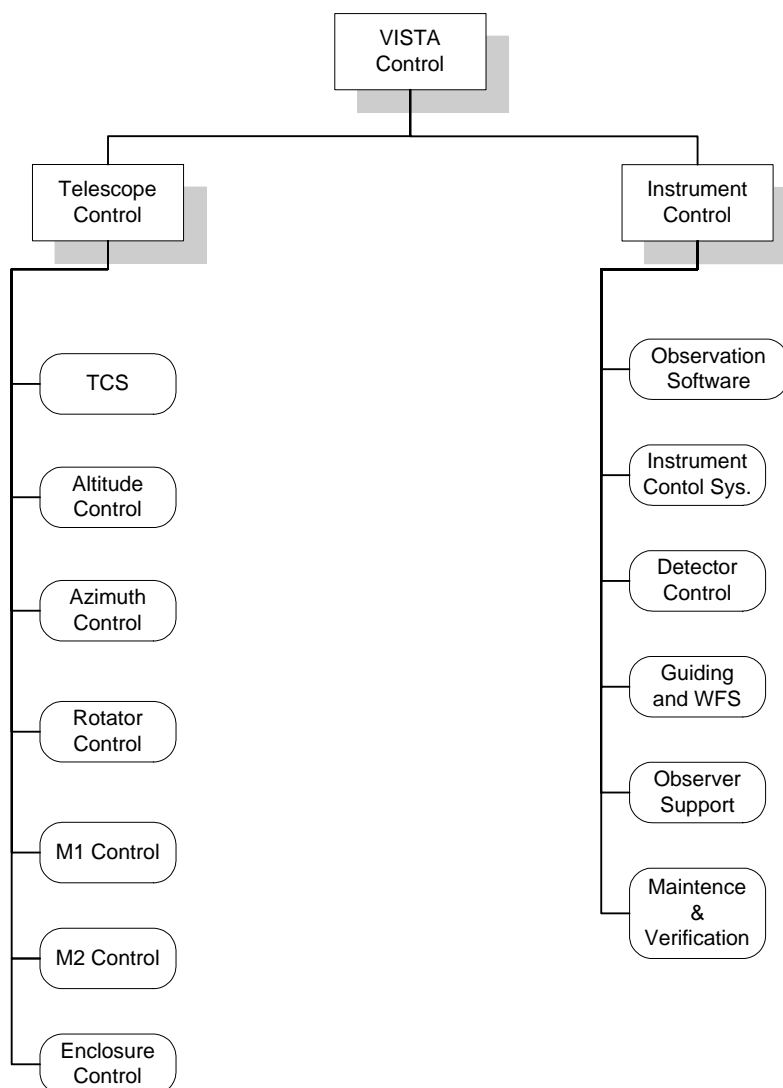 VISTA
Control
Telescope
Control
TCS
Altitude
Control
Azimuth
Control
Rotator
Control
M1 Control
M2 Control
Enclosure
Control
Instrument
Control
Observation
Software
Instrument
Contol Sys.
Detector
Control
Guiding
and WFS
Observer
Support
Maintence
&
Verification